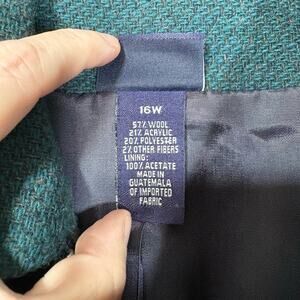 16W
57% WOOL
21% ACRYLIC
20% POLYESTER
2% OTHER FIBERS
LINING:
100% ACETATE
MADE IN
GUATEMALA
OF IMPORTED
FABRIC